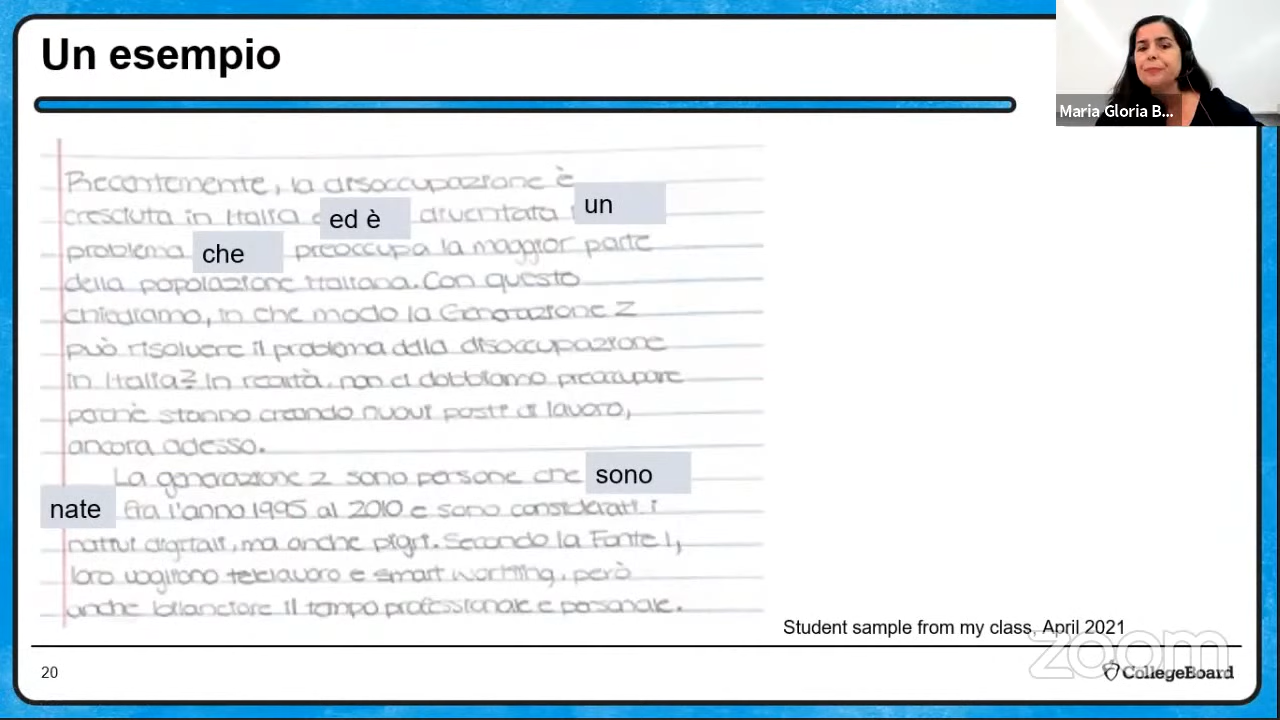 Un esempio
Maria Gloria B...
Recentemente, la disoccupazione è
cresciuta in Italia ed è diventata un
problema che preoccupa la maggior parte
della popolazione italiana. Con questo
chiediamo, in che modo la Generazione Z
può risolvere il problema della disoccupazione
in Italia? In realtà, non ci dobbiamo preoccupare
perchè stanno creando nuovi posti di lavoro,
ancora adesso.
La generazione z sono persone che sono
nate fra l'anno 1995 al 2010 e sono considerati i
nativi digitali, ma anche pigri. Secondo la Fonte 1,
loro vogliono telelavoro e smart working, però
anche bilanciare il tempo professionale e personale.
Student sample from my class, April 2021
zoom
20
CollegeBoard